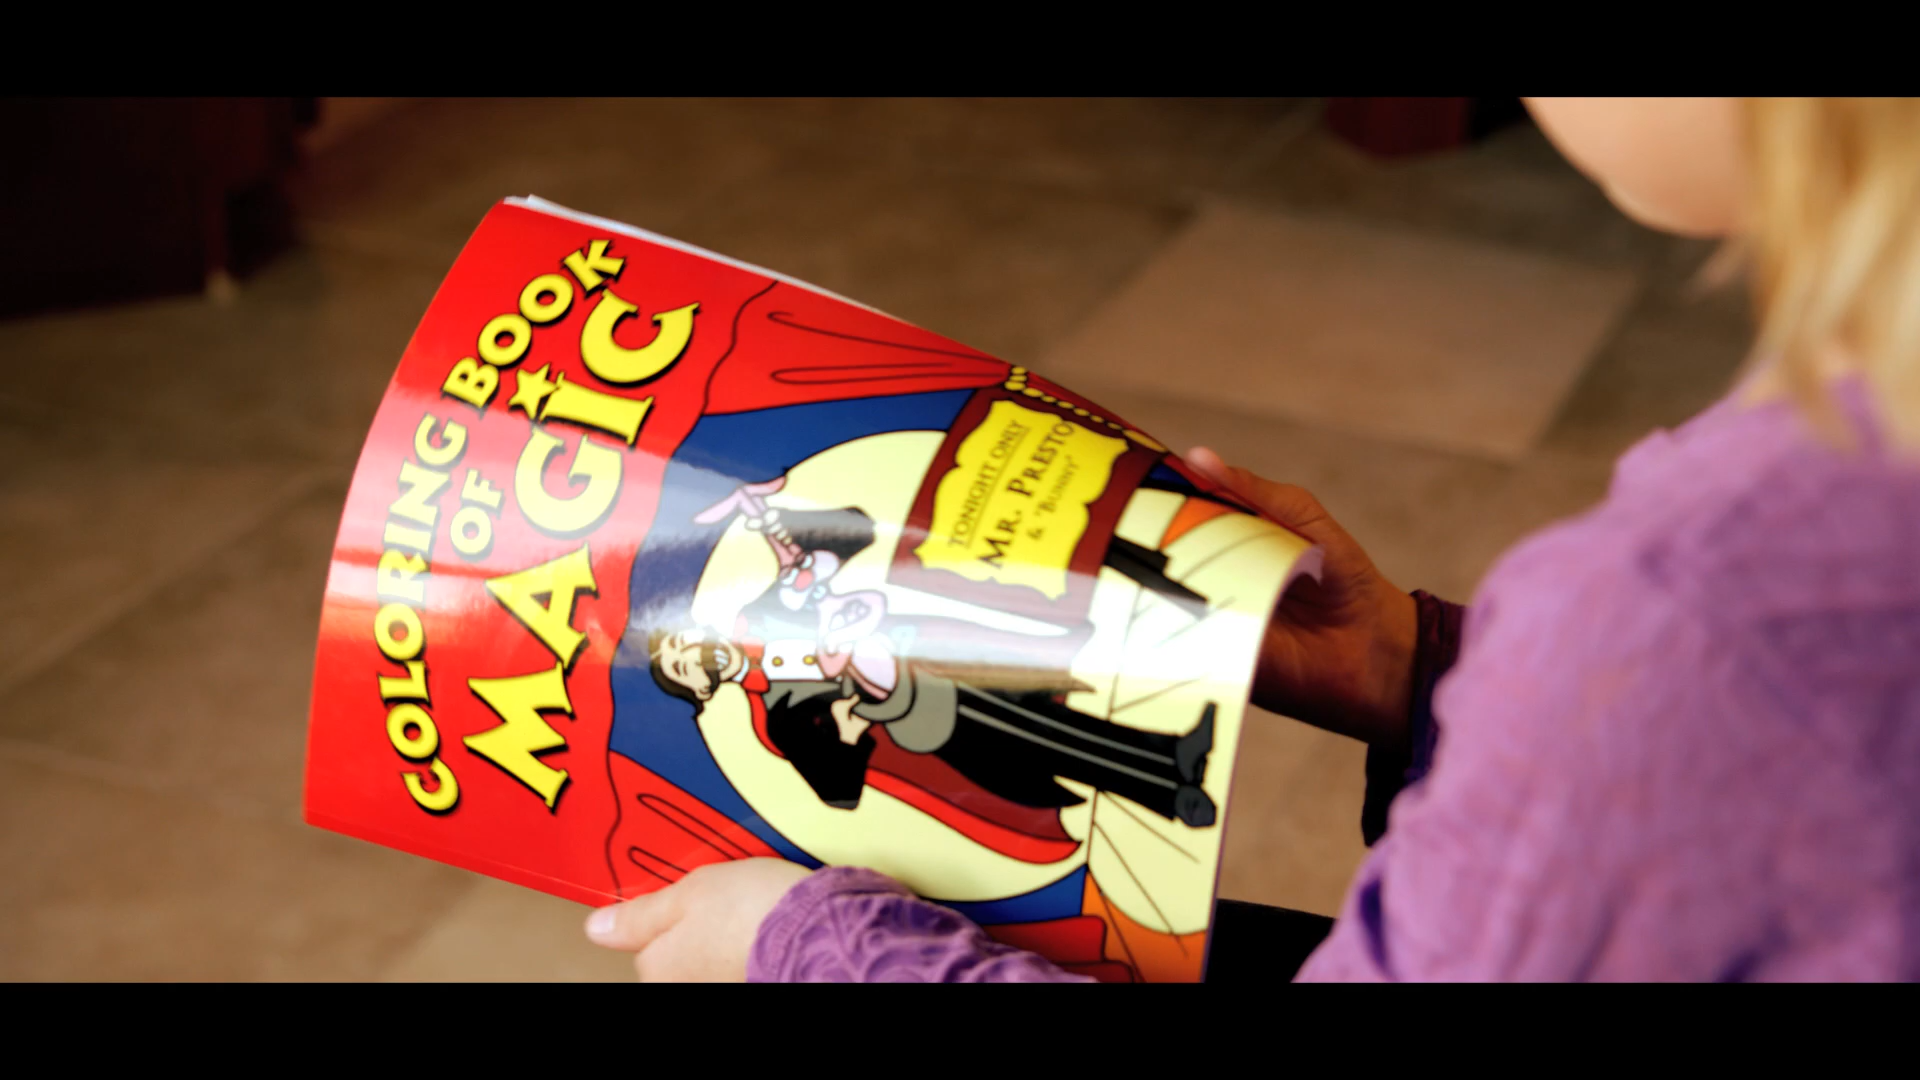 COLORING BOOK
OF
MAGIC
TONIGHT ONLY
MR. PRESTO
& "BUNNY"